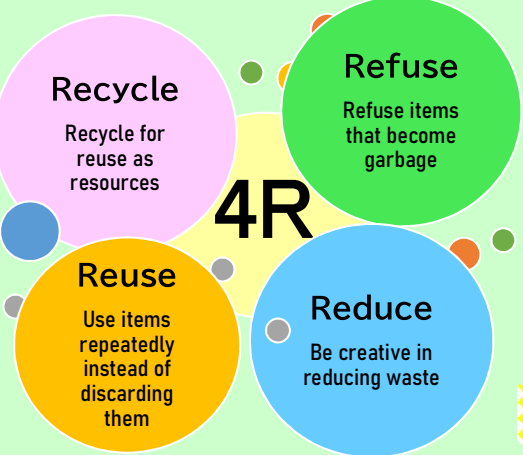 Recycle
Recycle for
reuse as
resources
Refuse
Refuse items
that become
garbage
4R
Reuse
Use items
repeatedly
instead of
discarding
them
Reduce
Be creative in
reducing waste